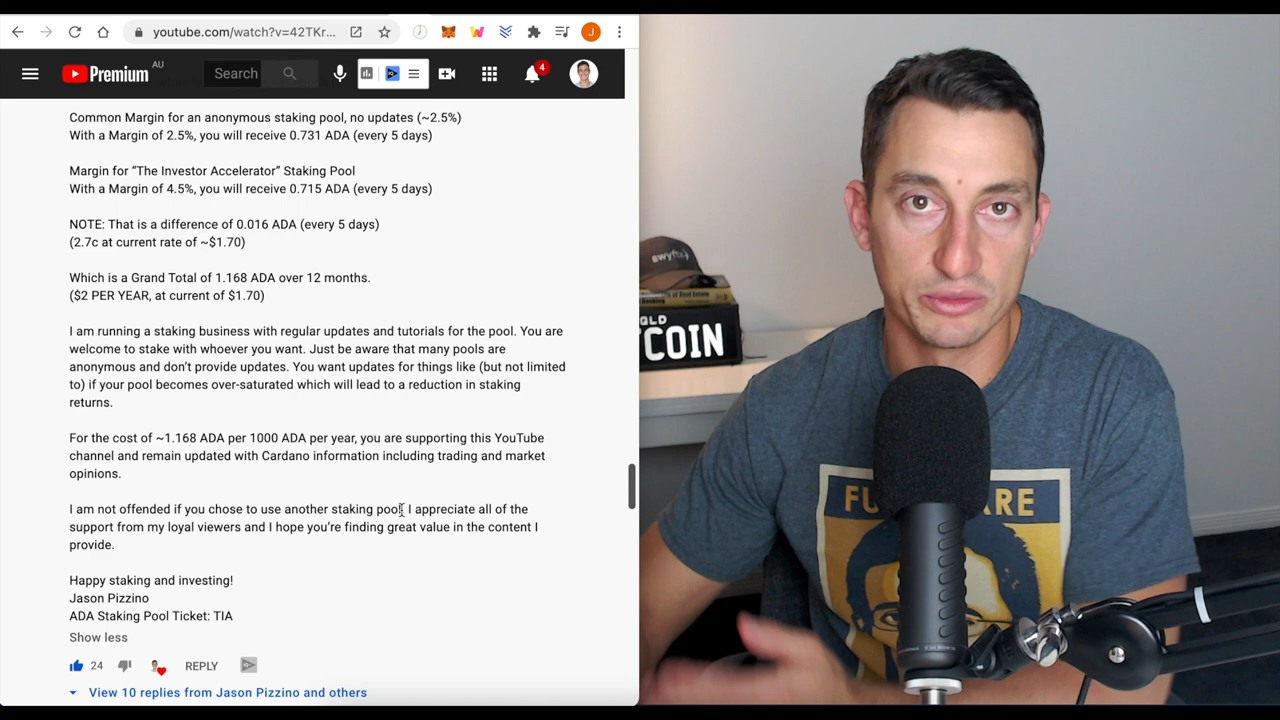 youtube.com/watch?v=42TKr...
J
Premium AU
Search
4
Common Margin for an anonymous staking pool, no updates (~2.5%)
With a Margin of 2.5%, you will receive 0.731 ADA (every 5 days)
Margin for “The Investor Accelerator” Staking Pool
With a Margin of 4.5%, you will receive 0.715 ADA (every 5 days)
NOTE: That is a difference of 0.016 ADA (every 5 days)
(2.7c at current rate of ~$1.70)
Which is a Grand Total of 1.168 ADA over 12 months.
($2 PER YEAR, at current of $1.70)
I am running a staking business with regular updates and tutorials for the pool. You are
welcome to stake with whoever you want. Just be aware that many pools are
anonymous and don’t provide updates. You want updates for things like (but not limited
to) if your pool becomes over-saturated which will lead to a reduction in staking
returns.
For the cost of ~1.168 ADA per 1000 ADA per year, you are supporting this YouTube
channel and remain updated with Cardano information including trading and market
opinions.
I am not offended if you chose to use another staking pool. I appreciate all of the
support from my loyal viewers and I hope you’re finding great value in the content I
provide.
Happy staking and investing!
Jason Pizzino
ADA Staking Pool Ticket: TIA
Show less
24 REPLY
View 10 replies from Jason Pizzino and others
swyftx
of Real Estate
QLD
COIN